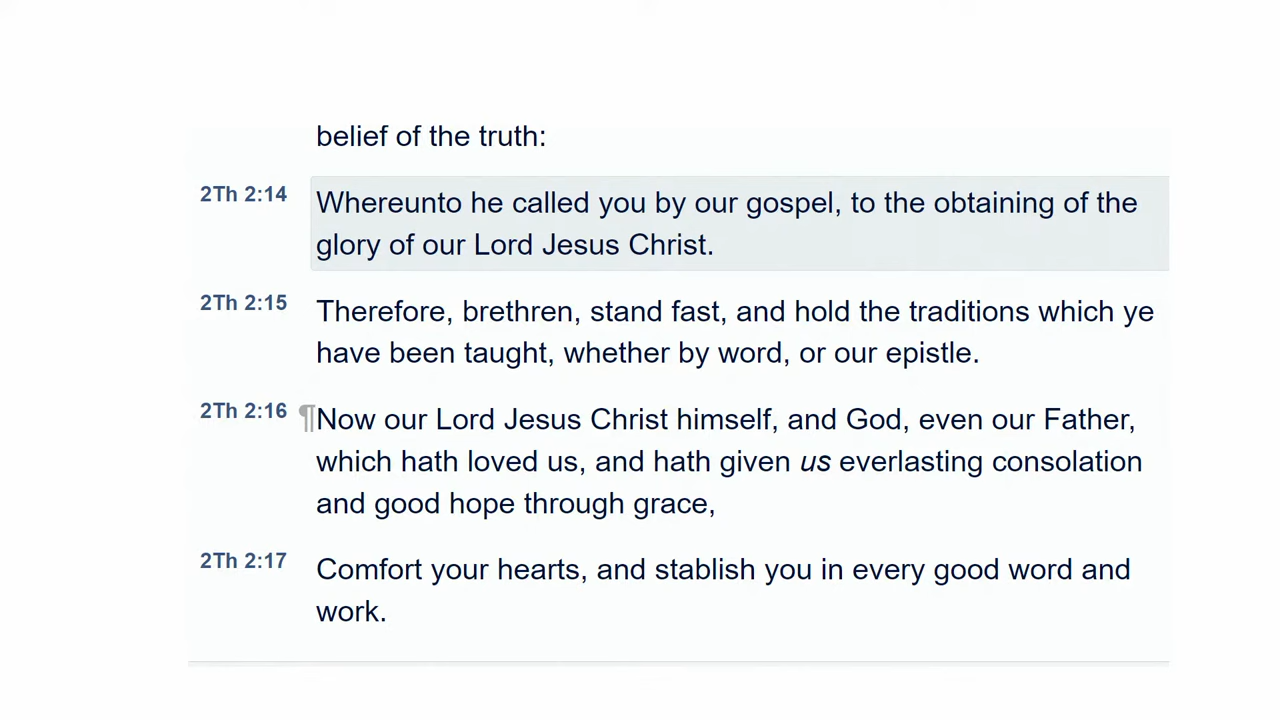 belief of the truth:
2Th 2:14 Whereunto he called you by our gospel, to the obtaining of the
glory of our Lord Jesus Christ.
2Th 2:15 Therefore, brethren, stand fast, and hold the traditions which ye
have been taught, whether by word, or our epistle.
2Th 2:16 ¶Now our Lord Jesus Christ himself, and God, even our Father,
which hath loved us, and hath given us everlasting consolation
and good hope through grace,
2Th 2:17 Comfort your hearts, and stablish you in every good word and
work.